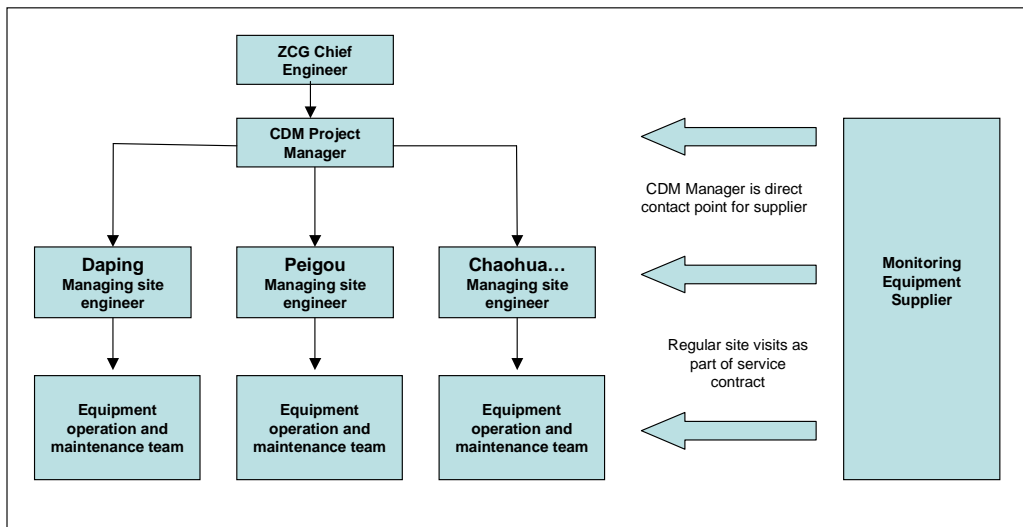 ZCG Chief
Engineer
CDM Project
Manager
CDM Manager is direct
contact point for supplier
Daping
Managing site
engineer
Peigou
Managing site
engineer
Chaohua…
Managing site
engineer
Monitoring
Equipment
Supplier
Regular site visits as
part of service
contract
Equipment
operation and
maintenance team
Equipment
operation and
maintenance team
Equipment
operation and
maintenance team